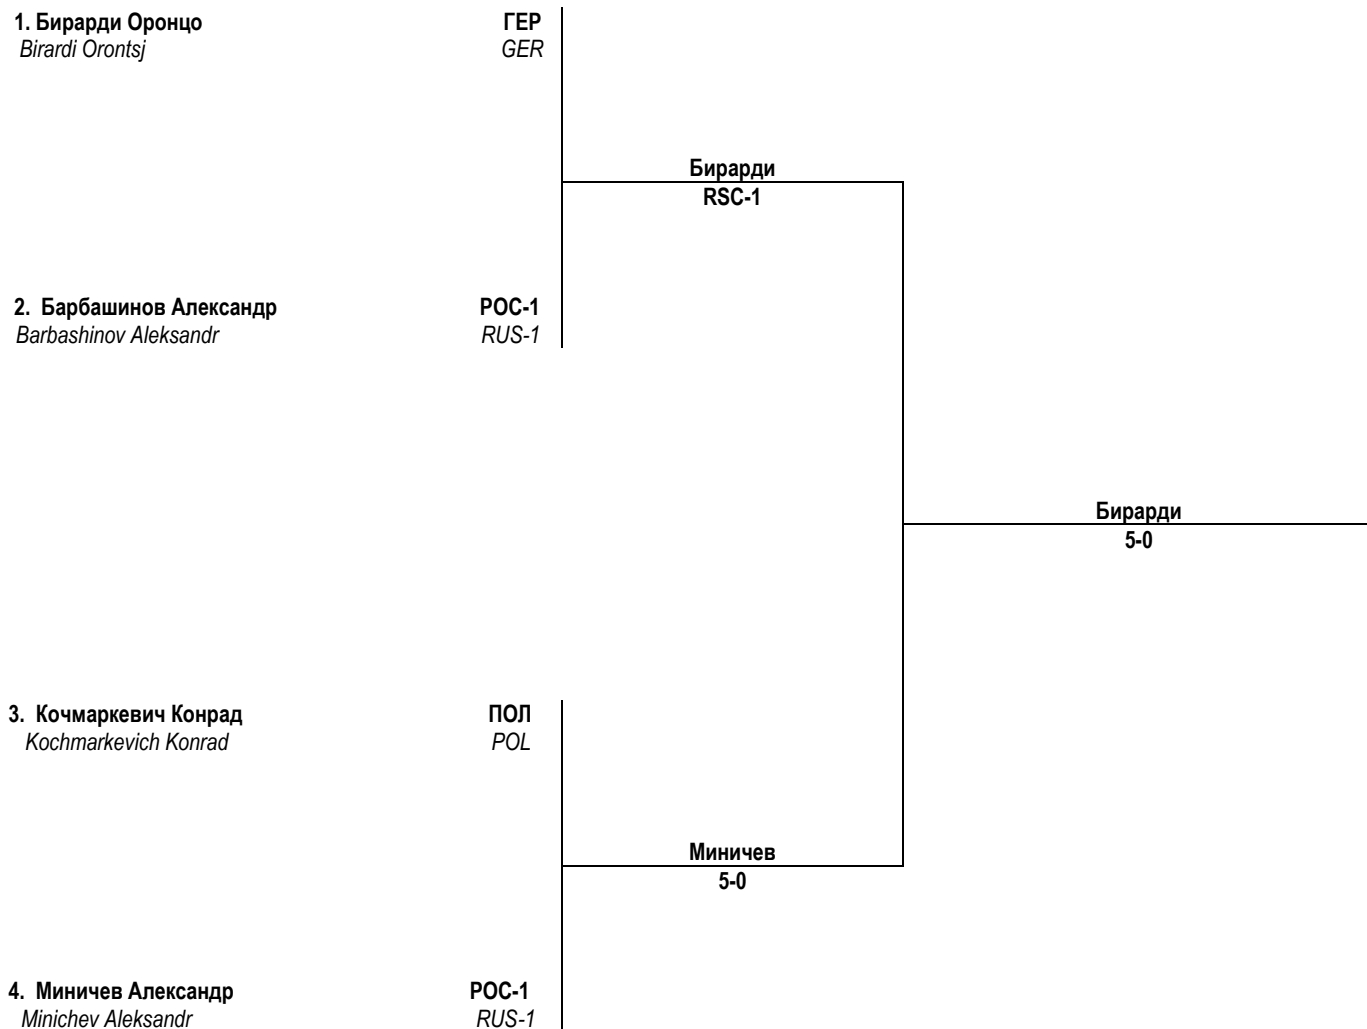 1. Бирарди Оронцо ГЕР
Birardi Orontsj GER
Бирарди
RSC-1
2. Барбашинов Александр РОС-1
Barbashinov Aleksandr RUS-1
Бирарди
5-0
3. Кочмаркевич Конрад ПОЛ
Kochmarkevich Konrad POL
Миничев
5-0
4. Миничев Александр РОС-1
Minichev Aleksandr RUS-1